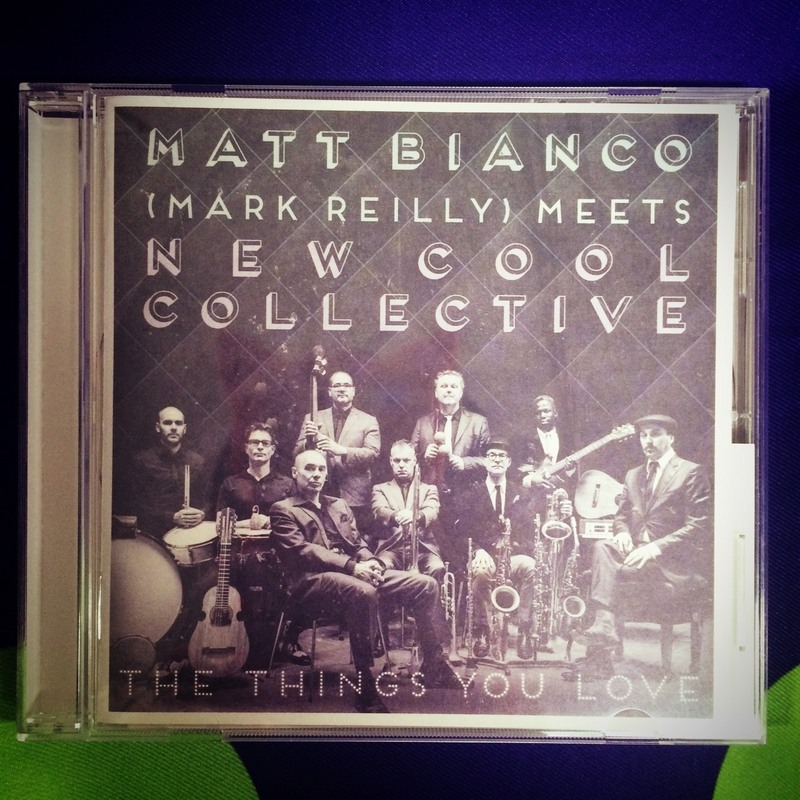 MATT BIANCO
(MARK REILLY) MEETS
NEW COOL
COLLECTIVE
THE THINGS YOU LOVE